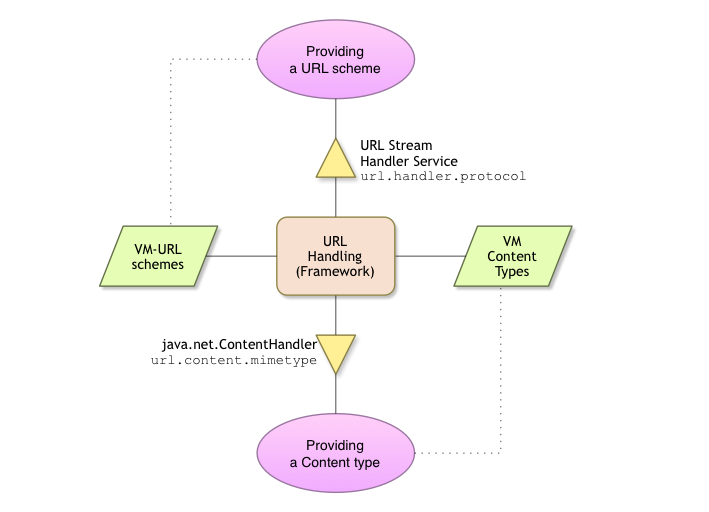 Providing
a URL scheme
URL Stream
Handler Service
url.handler.protocol
VM-URL
schemes
URL
Handling
(Framework)
VM
Content
Types
java.net.ContentHandler
url.content.mimetype
Providing
a Content type